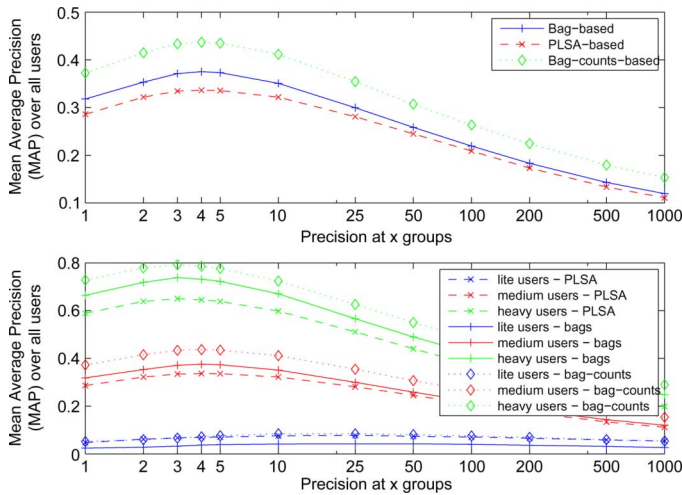 0.5
0.4
0.3
0.2
0.1
Mean Average Precision
(MAP) over all users
Bag-based
PLSA-based
Bag-counts-based
1 2 3 4 5 10 25 50 100 200 500 1000
Precision at x groups
0.8
0.6
0.4
0.2
0
Mean Average Precision
(MAP) over all users
lite users - PLSA
medium users - PLSA
heavy users - PLSA
lite users - bags
medium users - bags
heavy users - bags
lite users - bag-counts
medium users - bag-counts
heavy users - bag-counts
1 2 3 4 5 10 25 50 100 200 500 1000
Precision at x groups